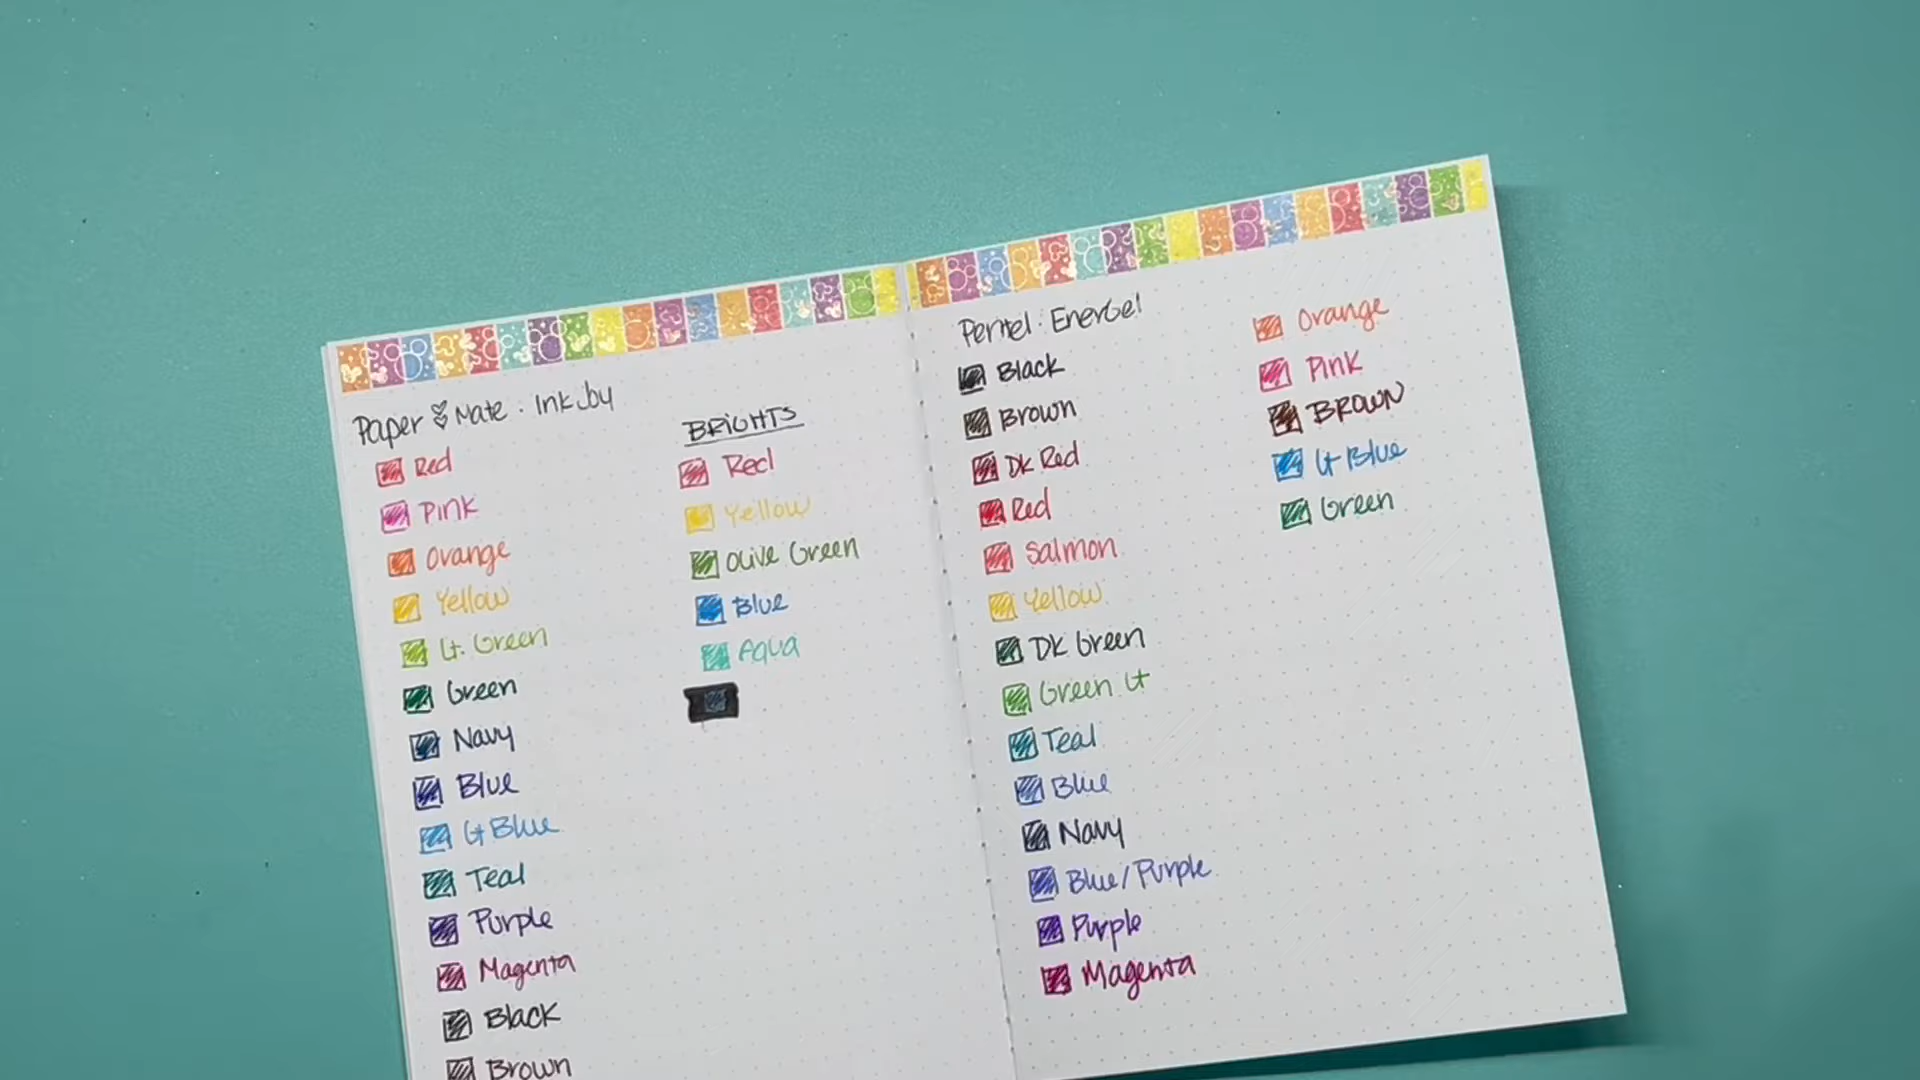 Paper Mate · InkJoy
Red
Pink
Orange
Yellow
Lt. Green
Green
Navy
Blue
Lt Blue
Teal
Purple
Magenta
Black
Brown
BRIGHTS
Red
Yellow
Olive Green
Blue
Aqua
Pentel · EnerGel
Black
Brown
DK Red
Red
Salmon
Yellow
DK Green
Green Lt
Teal
Blue
Navy
Blue/Purple
Purple
Magenta
Orange
Pink
BROWN
Lt Blue
Green